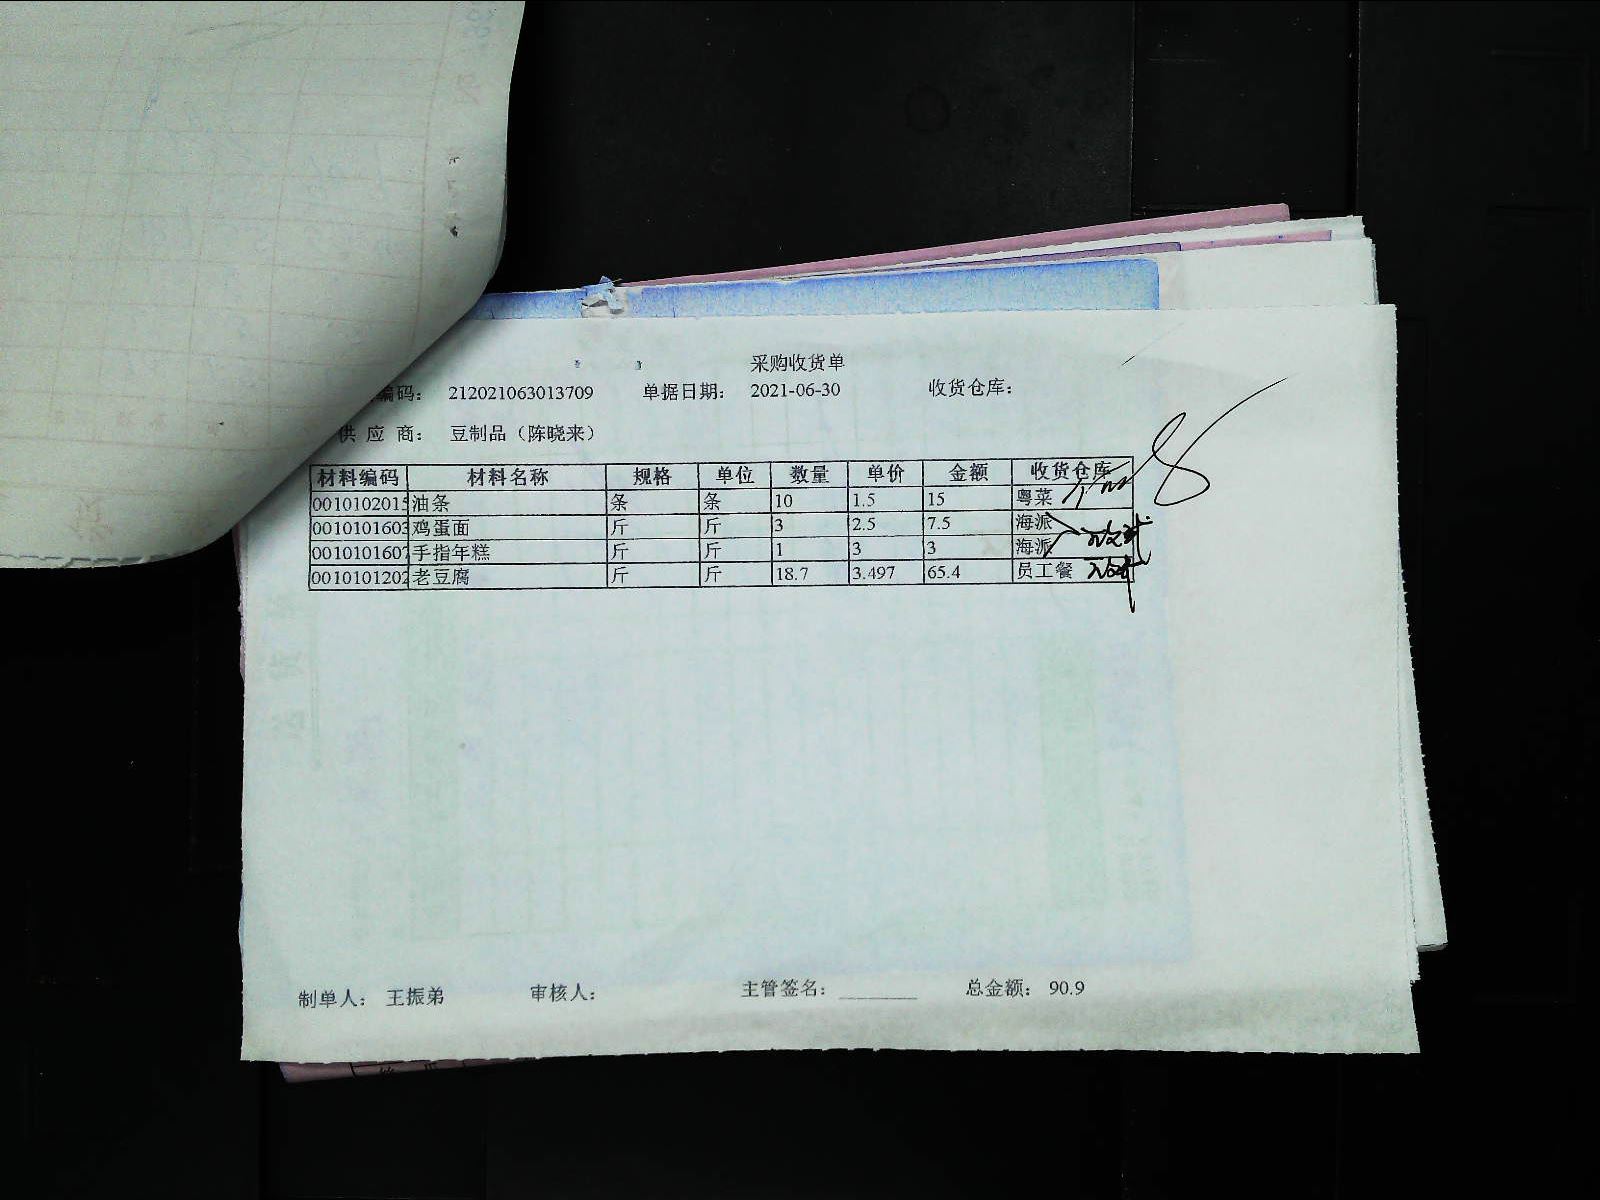 采购收货单
编码： 212021063013709 单据日期： 2021-06-30 收货仓库：
供应商： 豆制品（陈晓来）
材料编码 材料名称 规格 单位 数量 单价 金额 收货仓库
0010102015 油条 条 条 10 1.5 15 粤菜
0010101603 鸡蛋面 斤 斤 3 2.5 7.5 海派
0010101607 手指年糕 斤 斤 1 3 3 海派
0010101202 老豆腐 斤 斤 18.7 3.497 65.4 员工餐
制单人： 王振弟 审核人： 主管签名： 总金额： 90.9